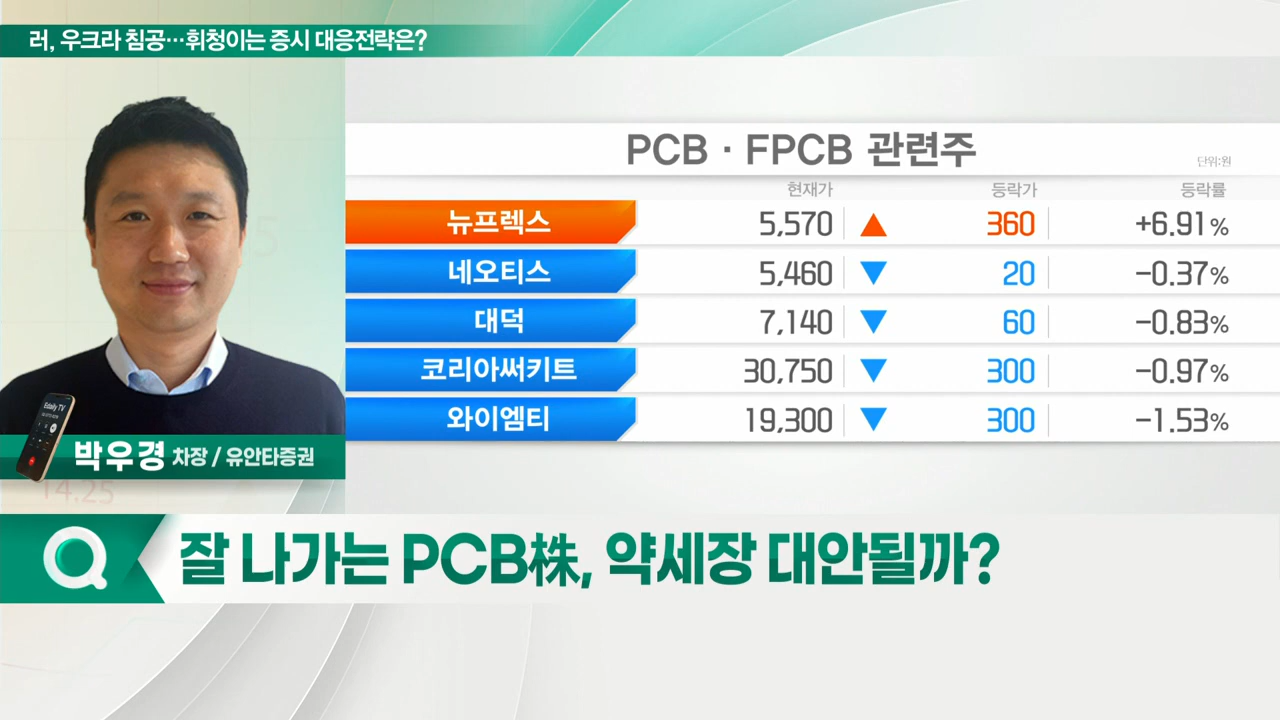 러, 우크라 침공…휘청이는 증시 대응전략은?
PCB · FPCB 관련주
단위:원
현재가 등락가 등락률
뉴프렉스 5,570 ▲ 360 +6.91%
네오티스 5,460 ▼ 20 -0.37%
대덕 7,140 ▼ 60 -0.83%
코리아써키트 30,750 ▼ 300 -0.97%
와이엠티 19,300 ▼ 300 -1.53%
Edaily TV
박우경 차장 / 유안타증권
14.25
잘 나가는 PCB株, 약세장 대안될까?